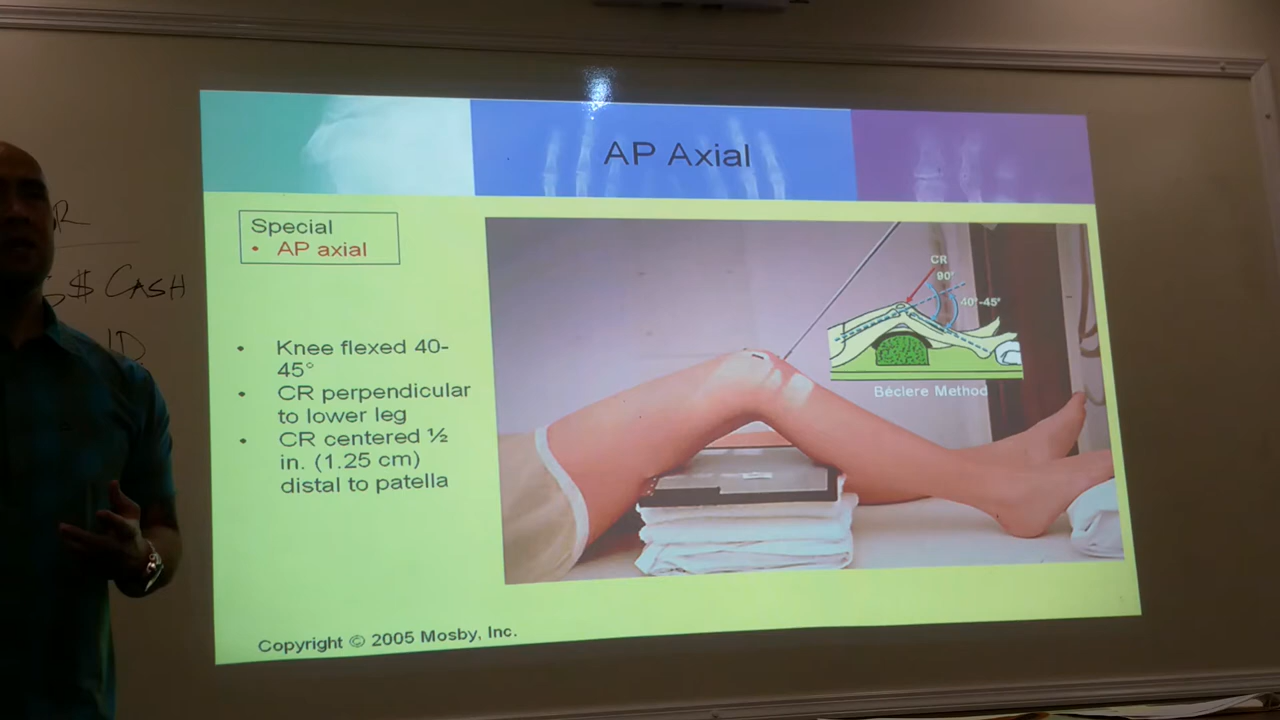 AP Axial
Special
• AP axial
• Knee flexed 40-
45°
• CR perpendicular
to lower leg
• CR centered ½
in. (1.25 cm)
distal to patella
CR
90°
40°-45°
Béclere Method
Copyright © 2005 Mosby, Inc.
R
$ CASH
ID